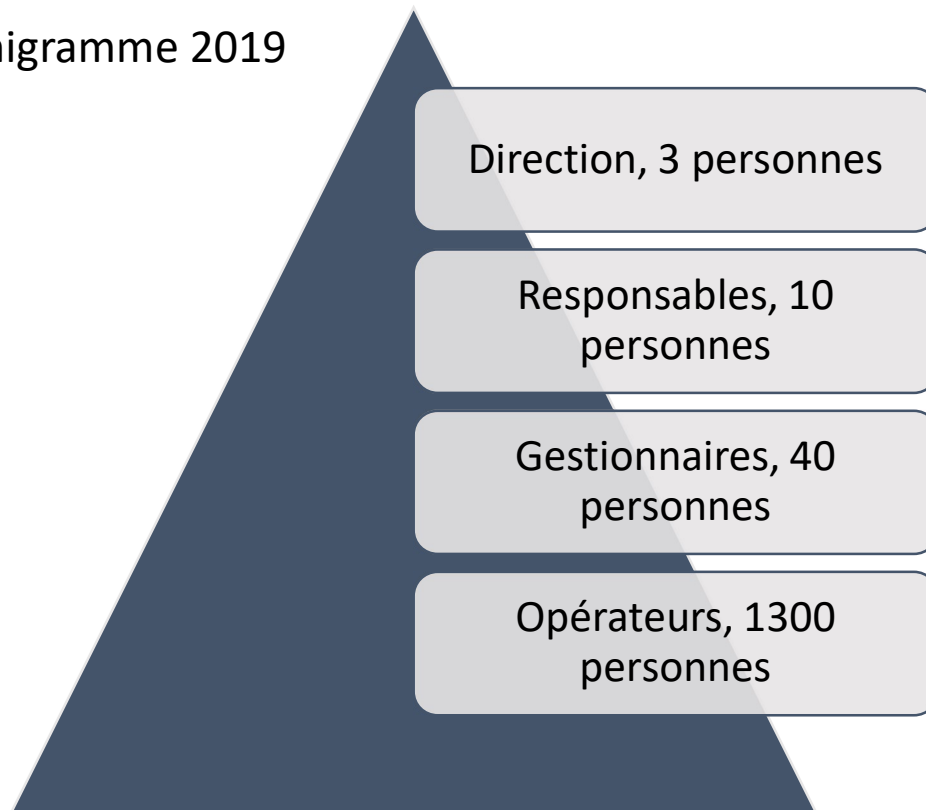 nigramme 2019
Direction, 3 personnes
Responsables, 10
personnes
Gestionnaires, 40
personnes
Opérateurs, 1300
personnes